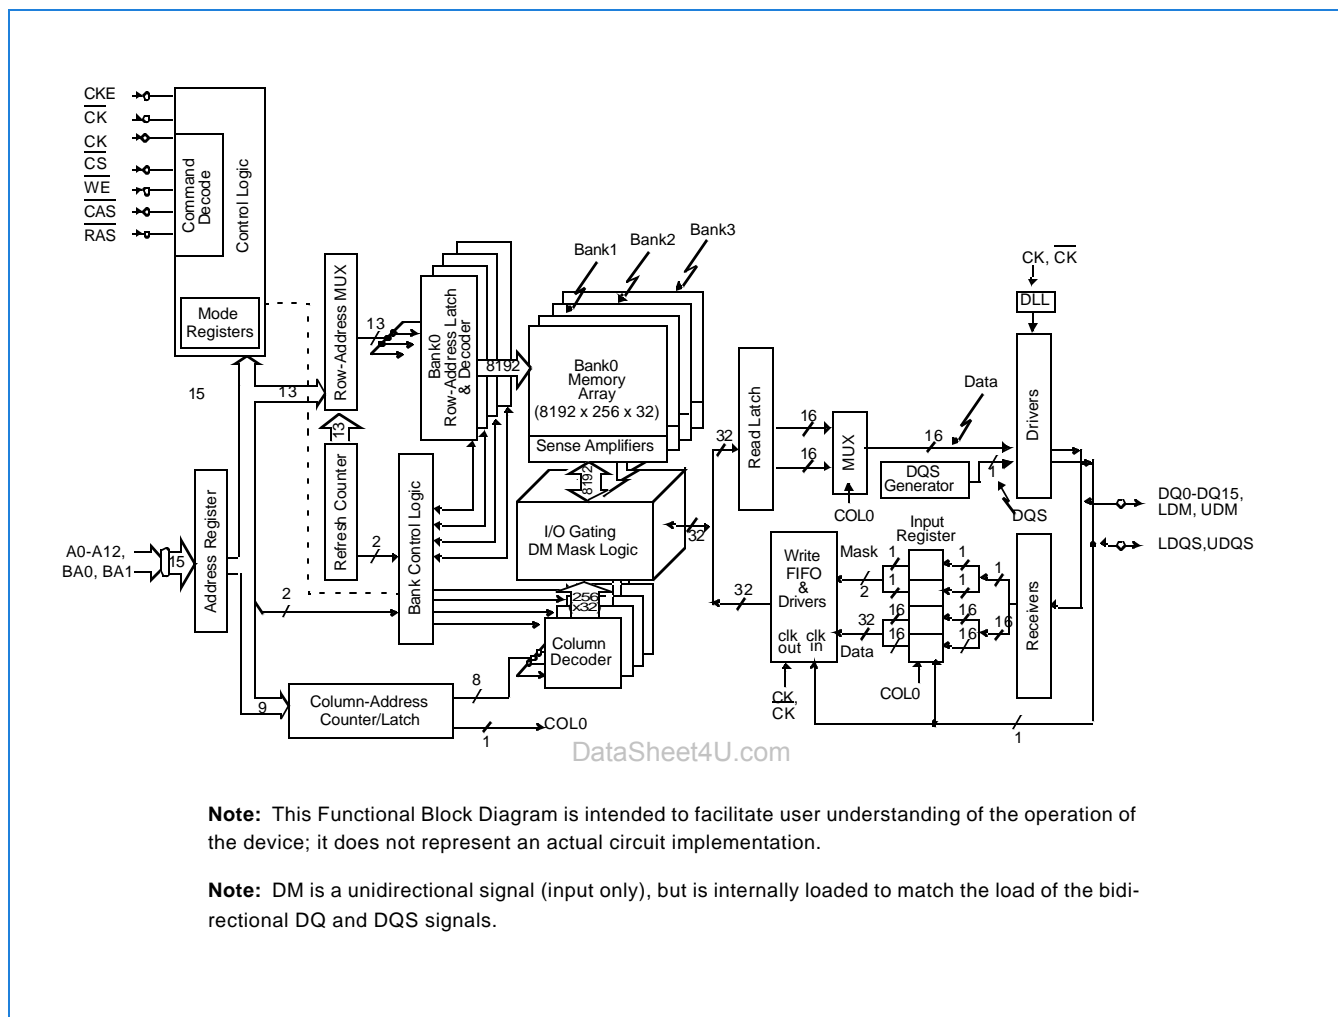 CKE
CK
CK
CS
WE
CAS
RAS
Command
Decode
Control Logic
Mode
Registers
Row-Address MUX
13
Bank0
Row-Address Latch
& Decoder
8192
Bank1
Bank2
Bank3
Bank0
Memory
Array
(8192 x 256 x 32)
Sense Amplifiers
CK, CK
DLL
Drivers
Data
15
13
13
Refresh Counter
2
Bank Control Logic
8192
I/O Gating
DM Mask Logic
32
32
Read Latch
16
16
MUX
COL0
16
DQS
Generator
1
DQS
DQ0-DQ15,
LDM, UDM
LDQS,UDQS
A0-A12,
BA0, BA1
15
Address Register
2
256
x32)
Column
Decoder
32
Write
FIFO
&
Drivers
clk
out
clk
in
Mask
2
32
Data
Input
Register
1
1
16
16
1
1
16
16
1
16
Receivers
CK,
CK
COL0
1
9
Column-Address
Counter/Latch
8
1
COL0
DataSheet4U.com
Note: This Functional Block Diagram is intended to facilitate user understanding of the operation of
the device; it does not represent an actual circuit implementation.
Note: DM is a unidirectional signal (input only), but is internally loaded to match the load of the bidi-
rectional DQ and DQS signals.